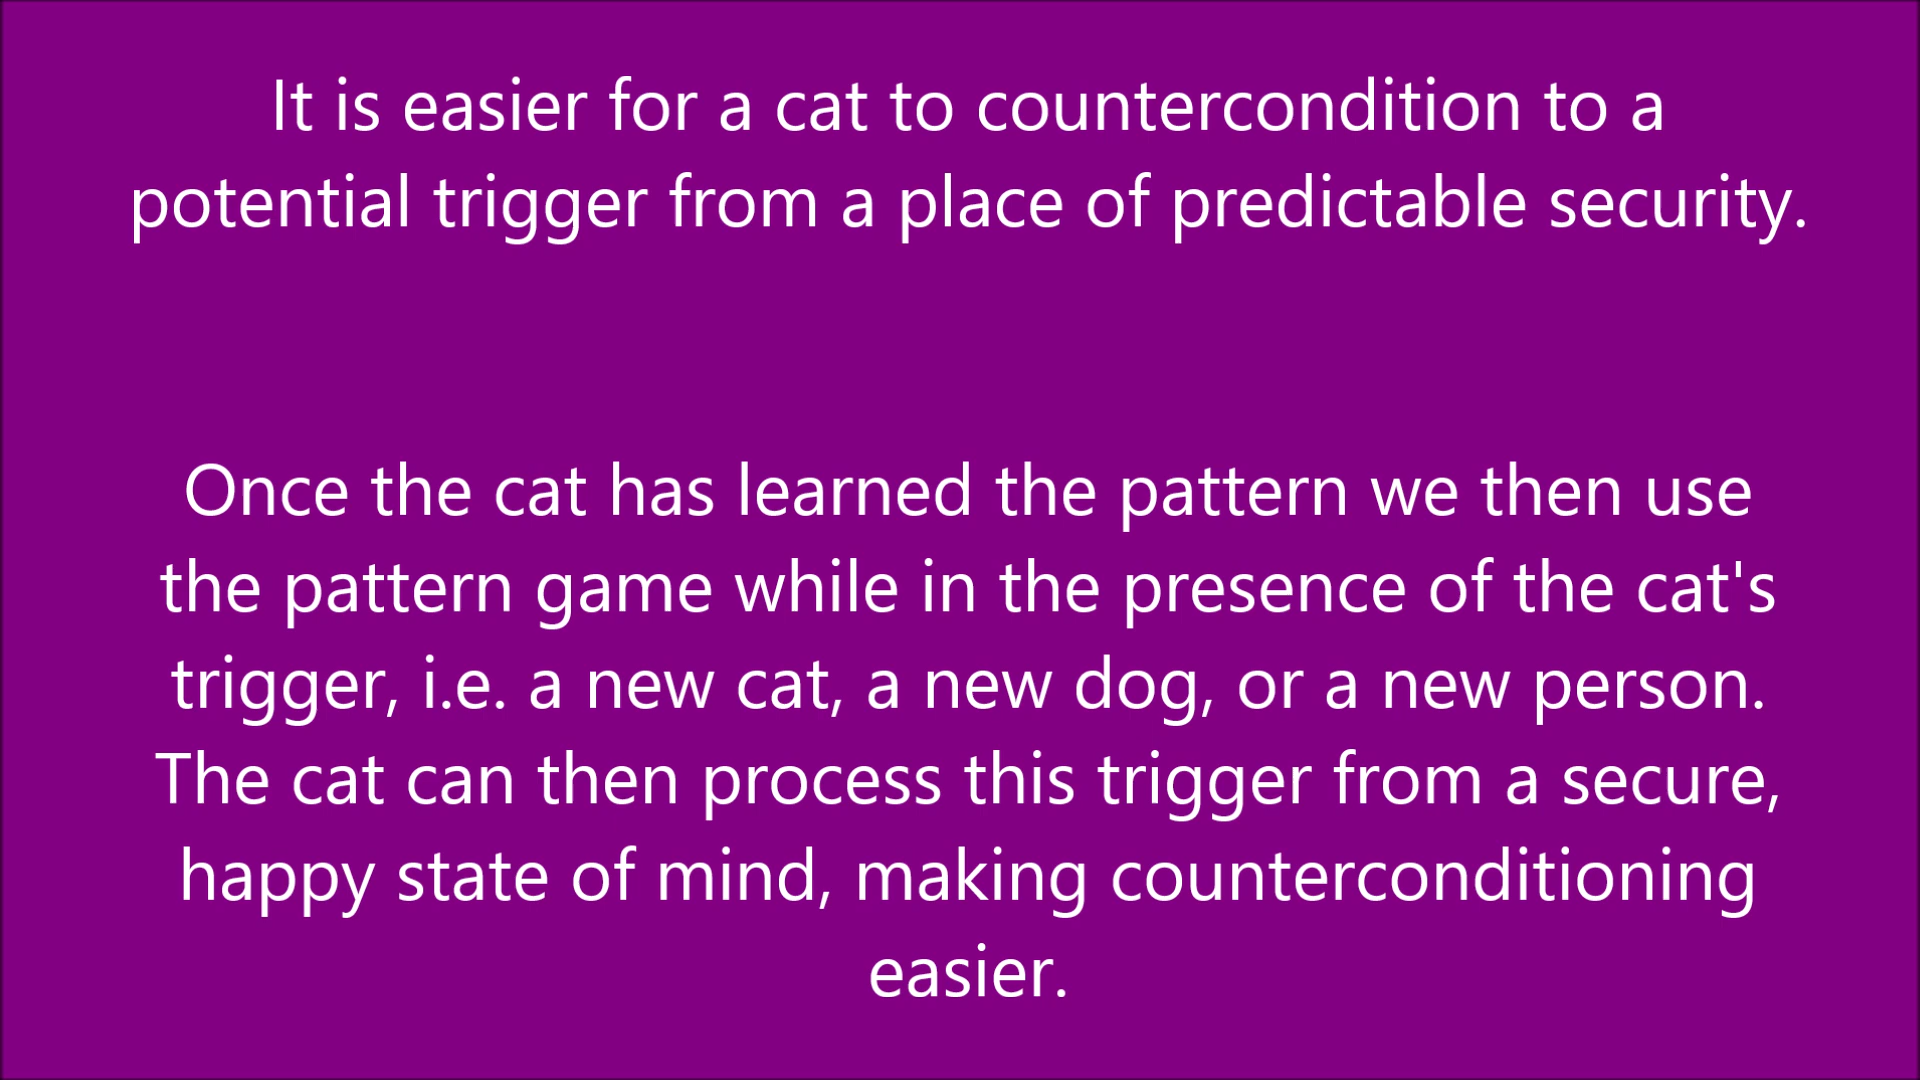 It is easier for a cat to countercondition to a
potential trigger from a place of predictable security.
Once the cat has learned the pattern we then use
the pattern game while in the presence of the cat's
trigger, i.e. a new cat, a new dog, or a new person.
The cat can then process this trigger from a secure,
happy state of mind, making counterconditioning
easier.